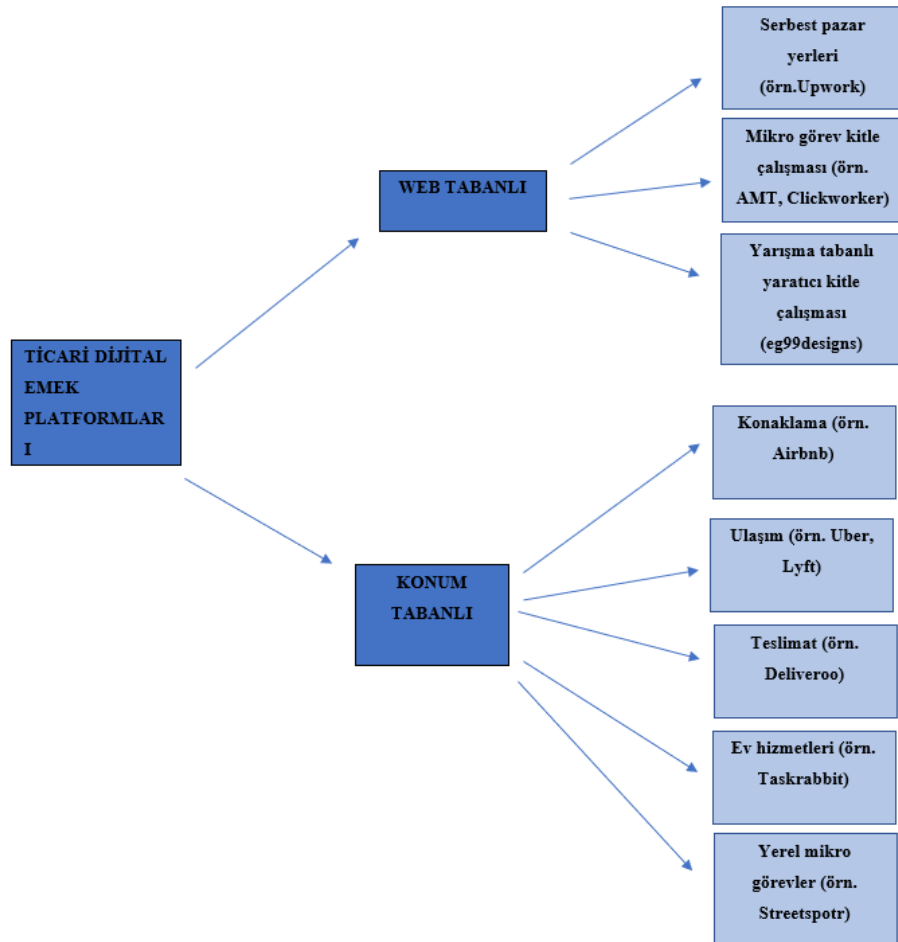 Serbest pazar
yerleri
(örn.Upwork)
Mikro görev kitle
çalışması (örn.
AMT, Clickworker)
WEB TABANLI
Yarışma tabanlı
yaratıcı kitle
çalışması
(eg99designs)
TİCARİ DİJİTAL
EMEK
PLATFORMLAR
I
Konaklama (örn.
Airbnb)
Ulaşım (örn. Uber,
Lyft)
KONUM
TABANLI
Teslimat (örn.
Deliveroo)
Ev hizmetleri (örn.
Taskrabbit)
Yerel mikro
görevler (örn.
Streetspotr)